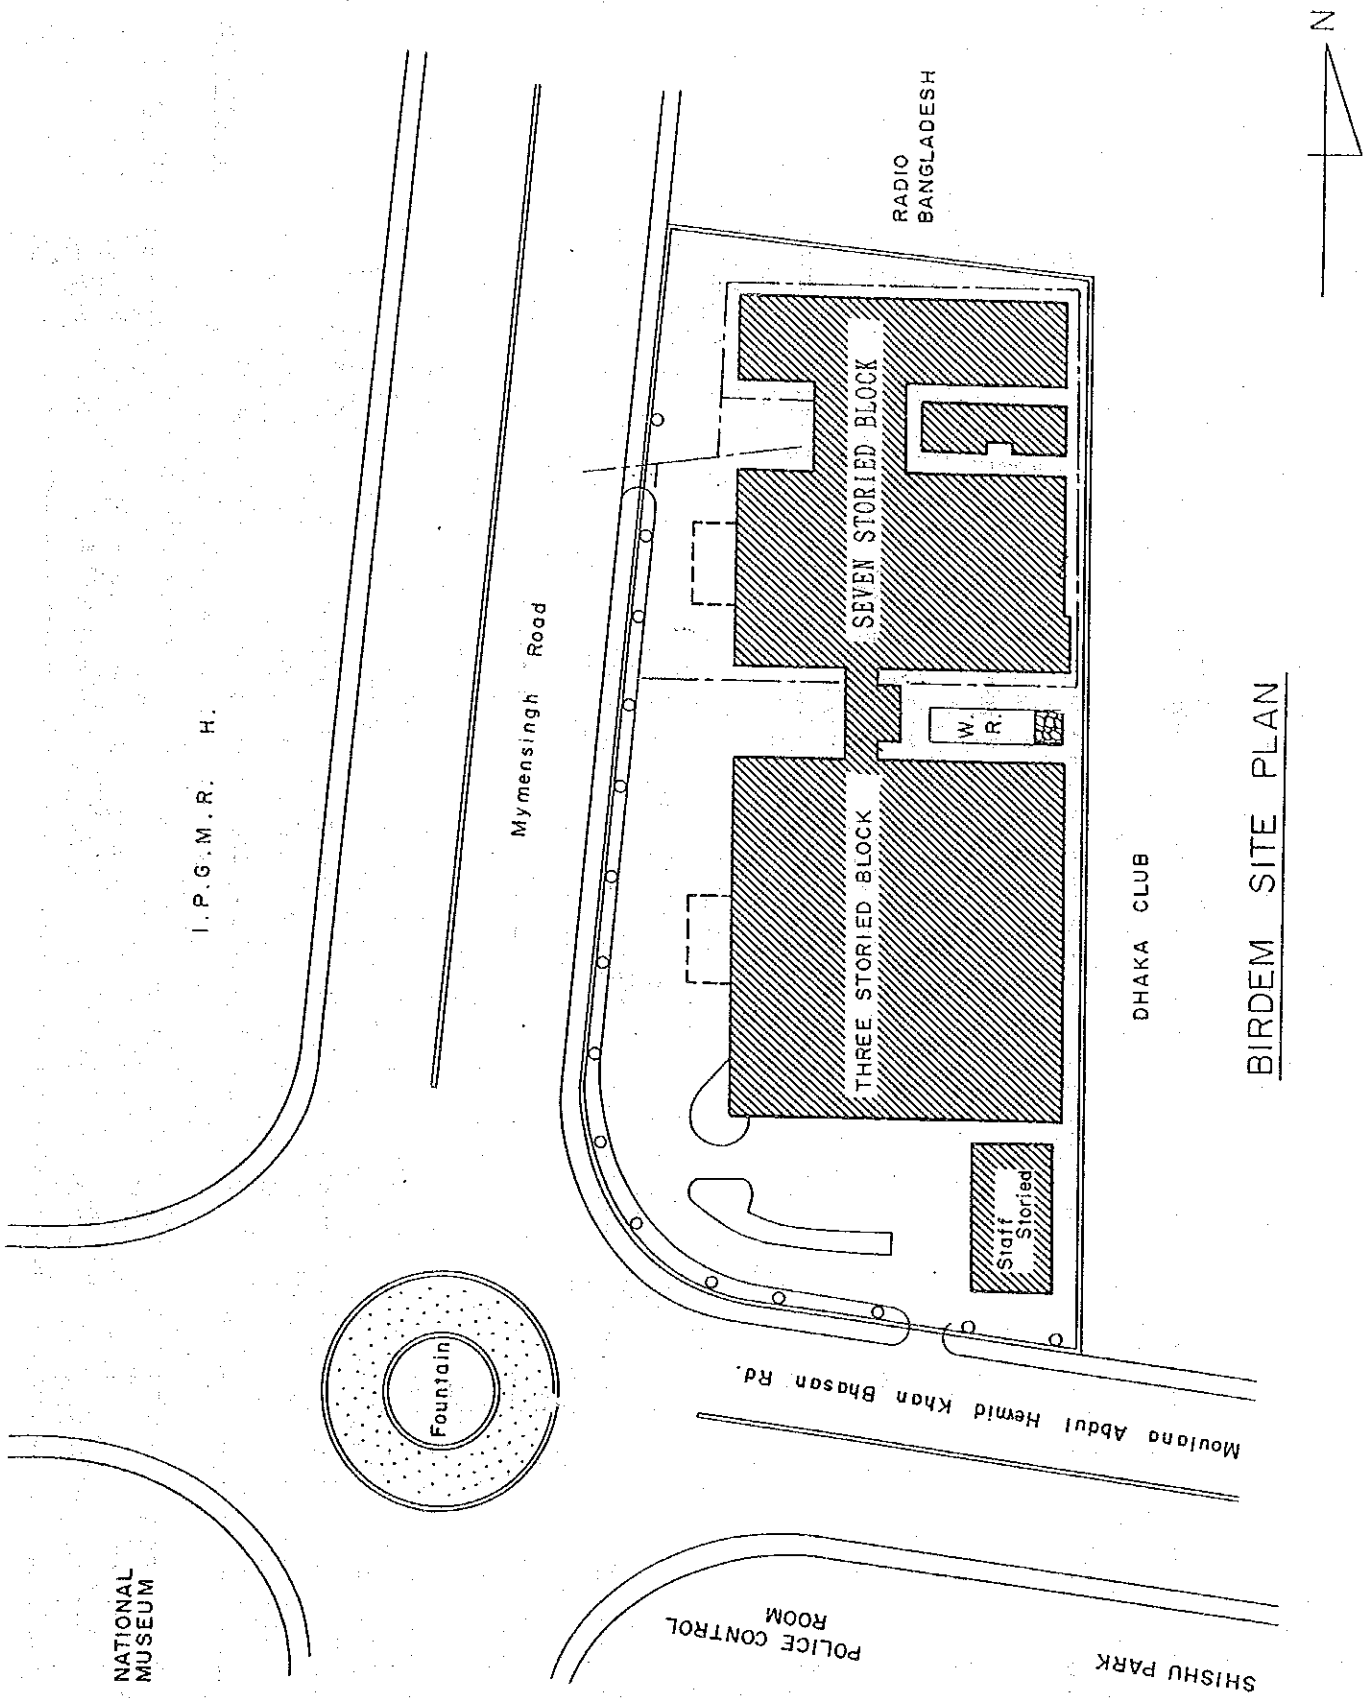 N
RADIO
BANGLADESH
I.P.G.M.R. H.
Mymensingh Road
SEVEN STORIED BLOCK
W.
R.
THREE STORIED BLOCK
Staff
Storied
Fountain
Moulana Abdul Hemid Khan Bhasan Rd.
DHAKA CLUB
NATIONAL
MUSEUM
POLICE CONTROL
ROOM
SHISHU PARK
BIRDEM SITE PLAN